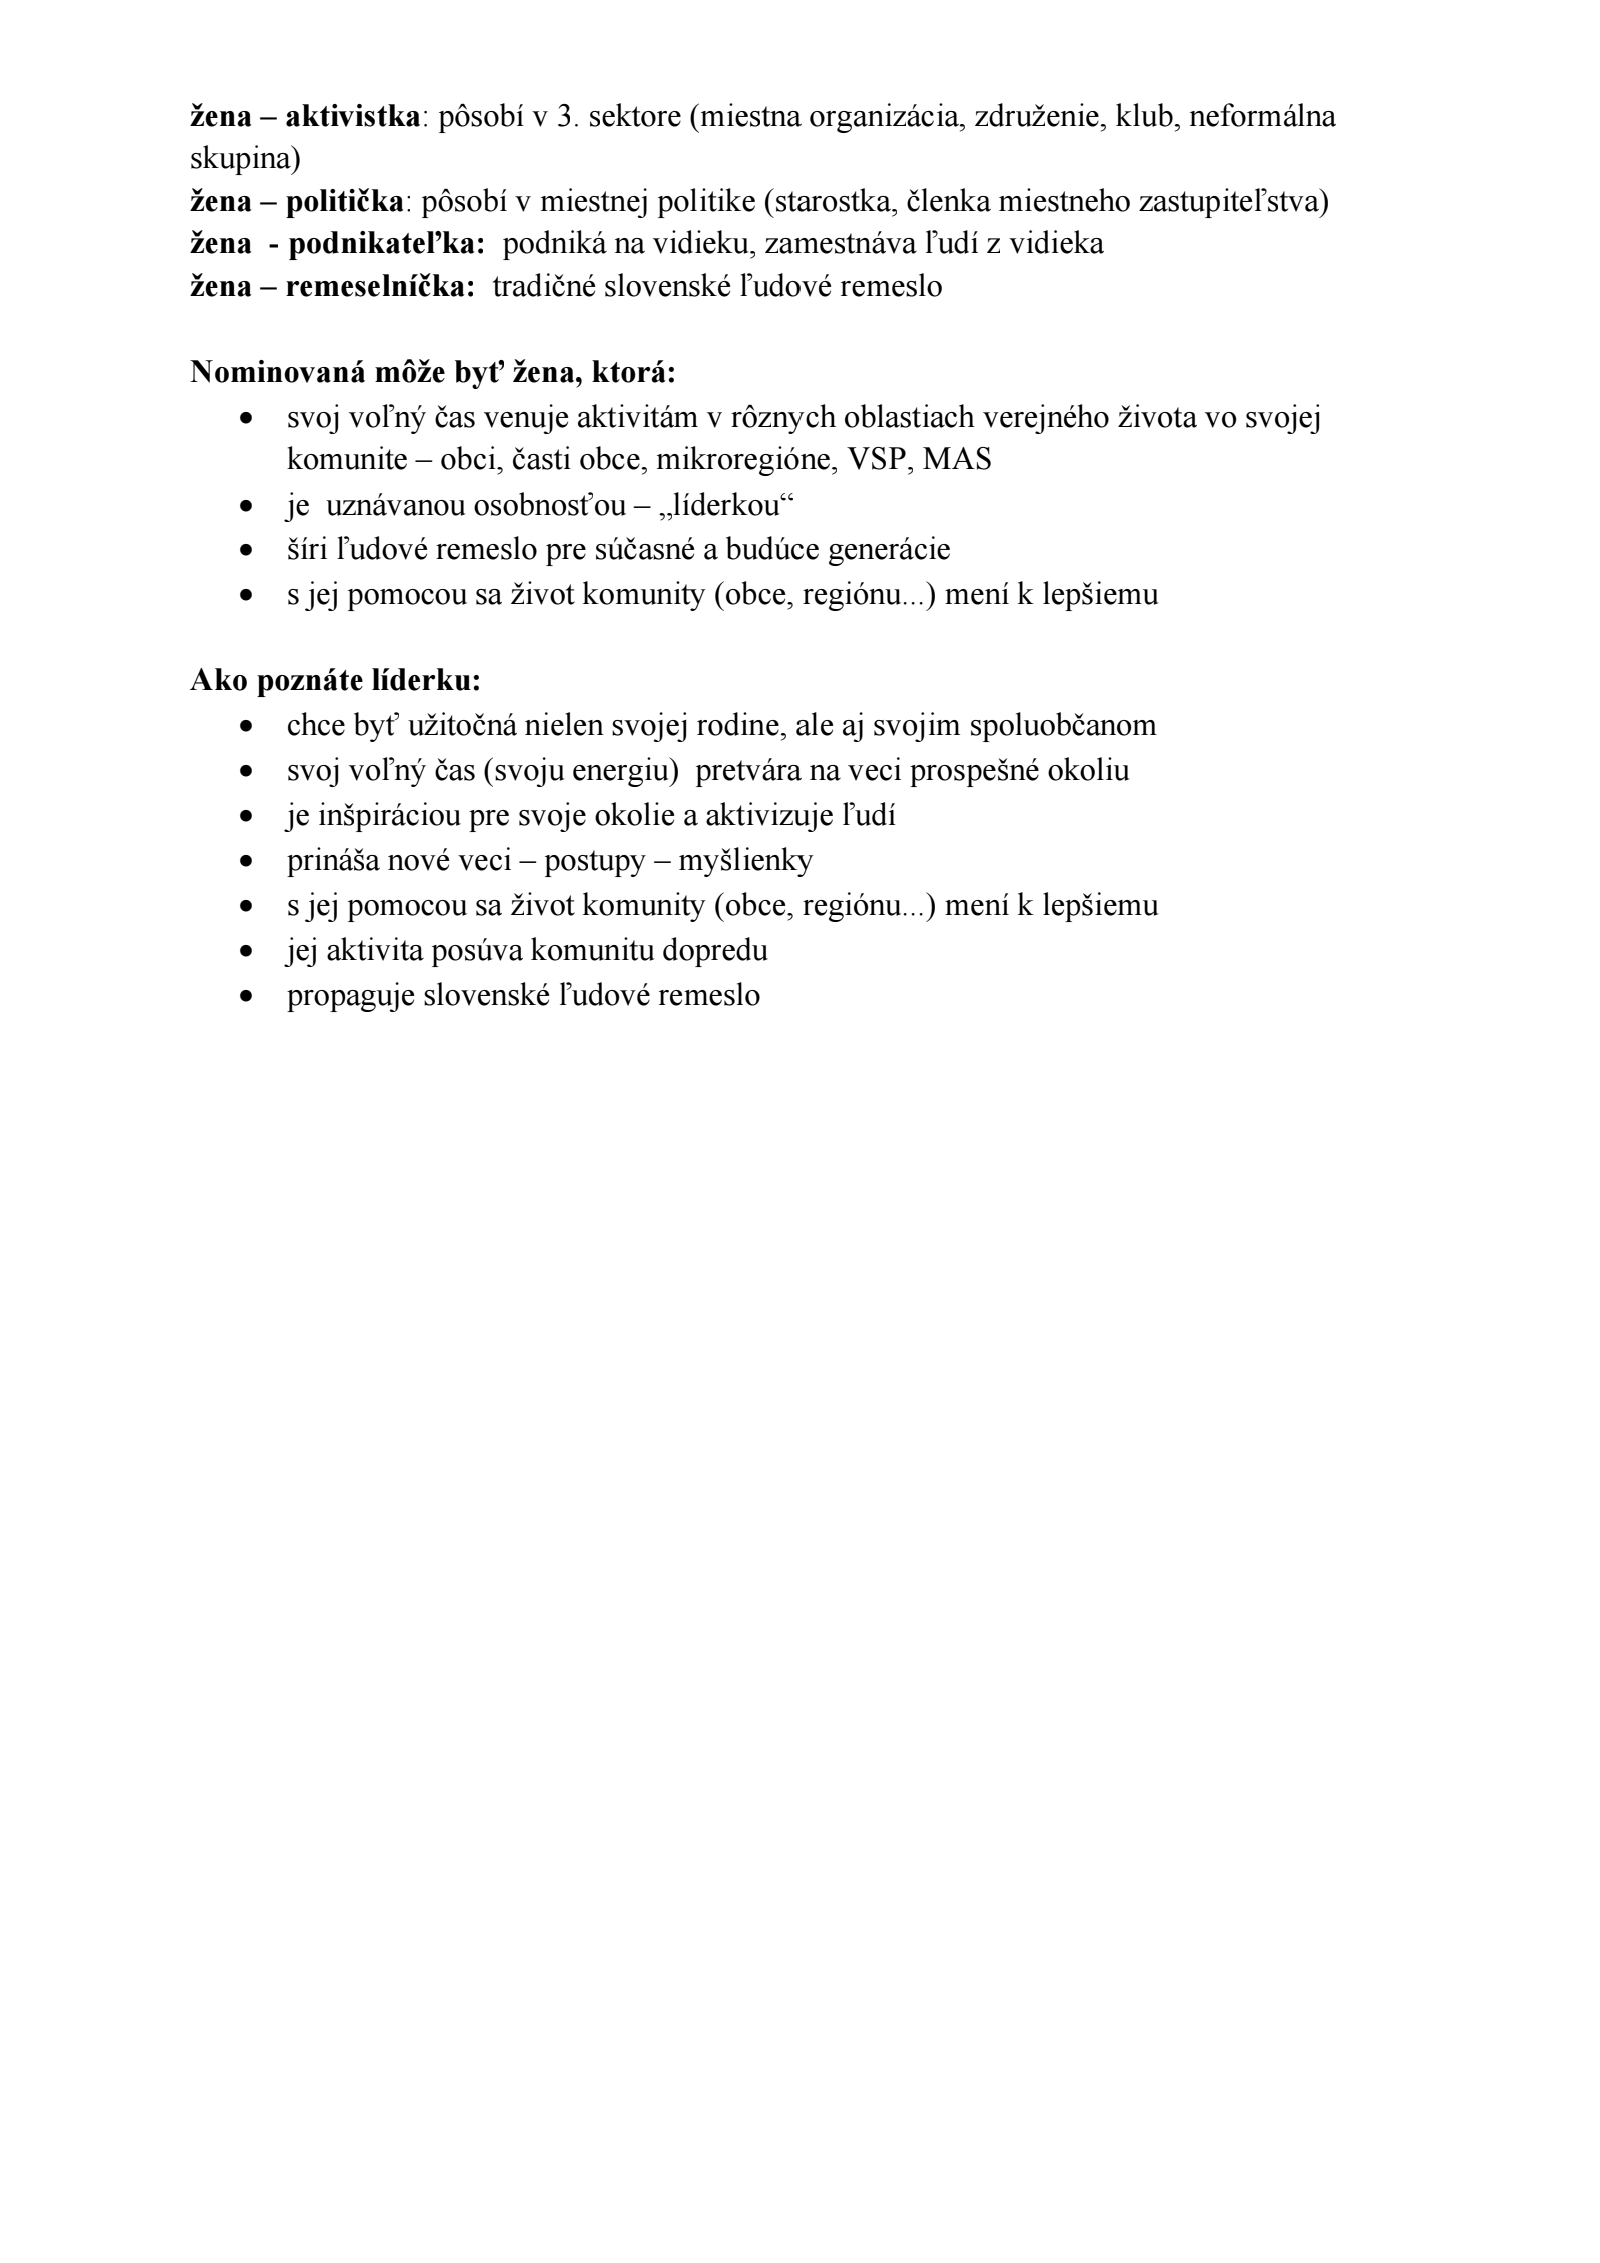 žena – aktivistka: pôsobí v 3. sektore (miestna organizácia, združenie, klub, neformálna
skupina)
žena – politička: pôsobí v miestnej politike (starostka, členka miestneho zastupiteľstva)
žena  - podnikateľka:  podniká na vidieku, zamestnáva ľudí z vidieka
žena – remeselníčka:  tradičné slovenské ľudové remeslo
Nominovaná môže byť žena, ktorá:
• svoj voľný čas venuje aktivitám v rôznych oblastiach verejného života vo svojej
komunite – obci, časti obce, mikroregióne, VSP, MAS
• je  uznávanou osobnosťou – „líderkou“
• šíri ľudové remeslo pre súčasné a budúce generácie
• s jej pomocou sa život komunity (obce, regiónu...) mení k lepšiemu
Ako poznáte líderku:
• chce byť užitočná nielen svojej rodine, ale aj svojim spoluobčanom
• svoj voľný čas (svoju energiu)  pretvára na veci prospešné okoliu
• je inšpiráciou pre svoje okolie a aktivizuje ľudí
• prináša nové veci – postupy – myšlienky
• s jej pomocou sa život komunity (obce, regiónu...) mení k lepšiemu
• jej aktivita posúva komunitu dopredu
• propaguje slovenské ľudové remeslo